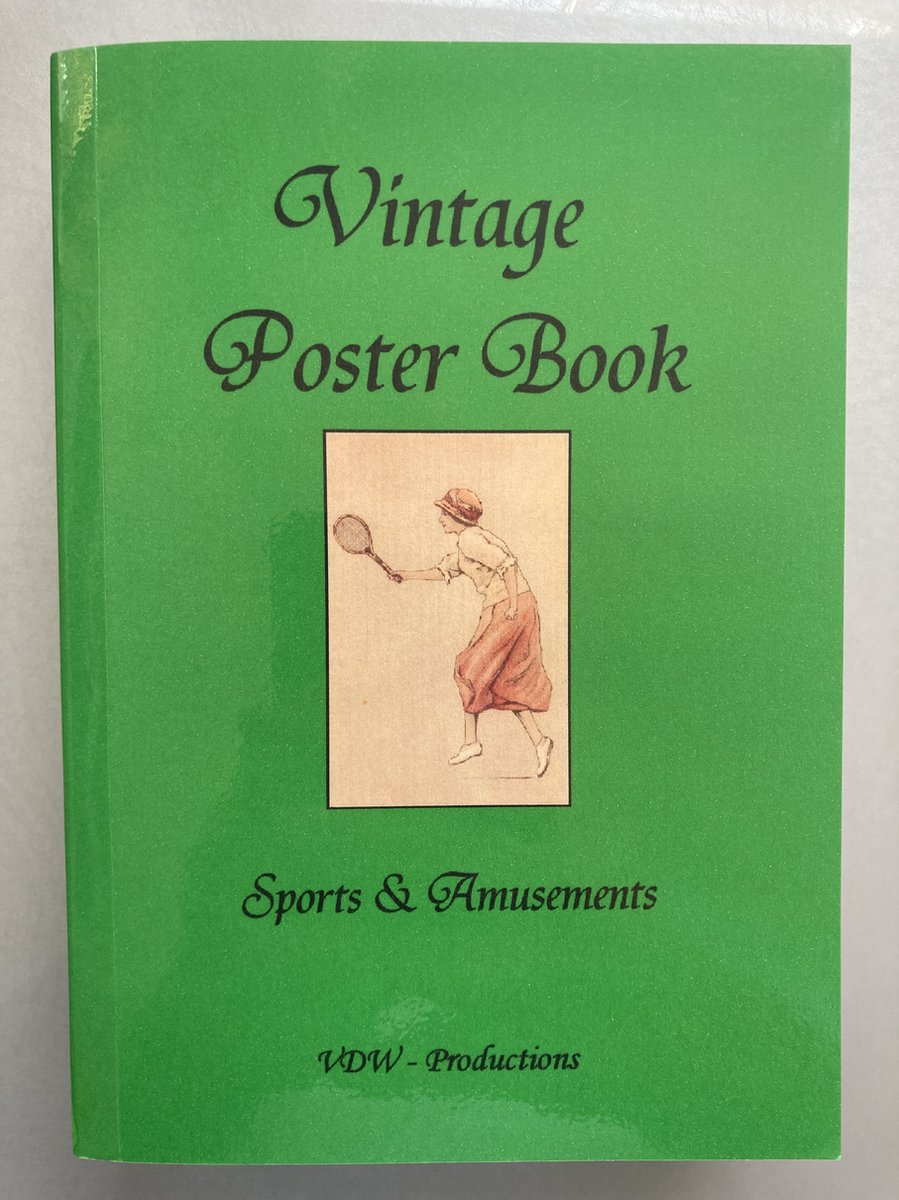 Vintage
Poster Book
Sports & Amusements
VDW - Productions